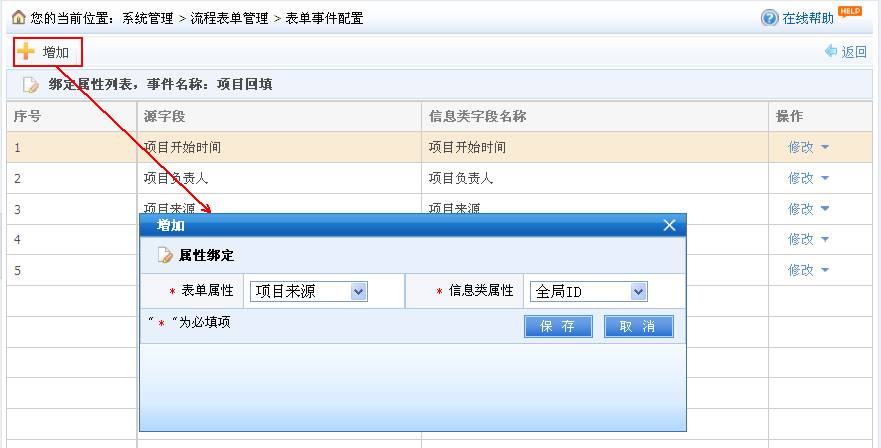 您的当前位置：系统管理 > 流程表单管理 > 表单事件配置
在线帮助 HELP
增加
返回
绑定属性列表，事件名称：项目回填
序号 源字段 信息类字段名称 操作
1 项目开始时间 项目开始时间 修改
2 项目负责人 项目负责人 修改
3 项目来源 项目来源 修改
4 修改
5 修改
增加
属性绑定
* 表单属性 项目来源 * 信息类属性 全局ID
“ * ”为必填项
保 存 取 消